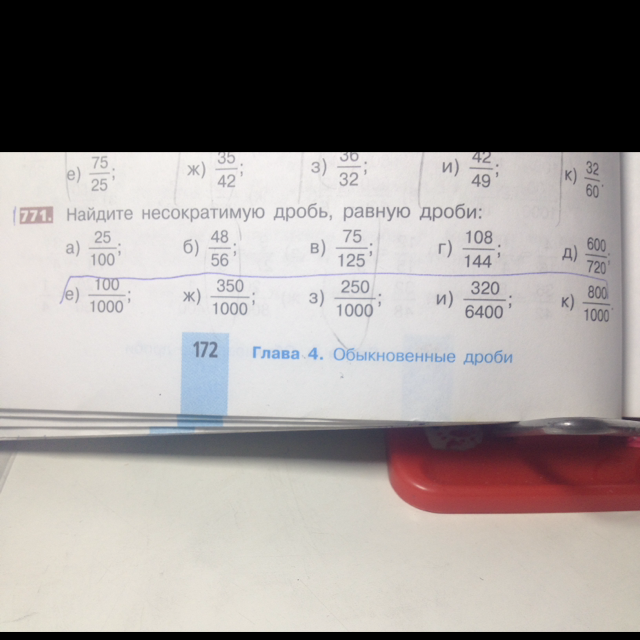 е) 75/25; ж) 35/42; з) 36/32; и) 42/49; к) 32/60.
771. Найдите несократимую дробь, равную дроби:
а) 25/100; б) 48/56; в) 75/125; г) 108/144; д) 600/720;
е) 100/1000; ж) 350/1000; з) 250/1000; и) 320/6400; к) 800/1000.
172 Глава 4. Обыкновенные дроби